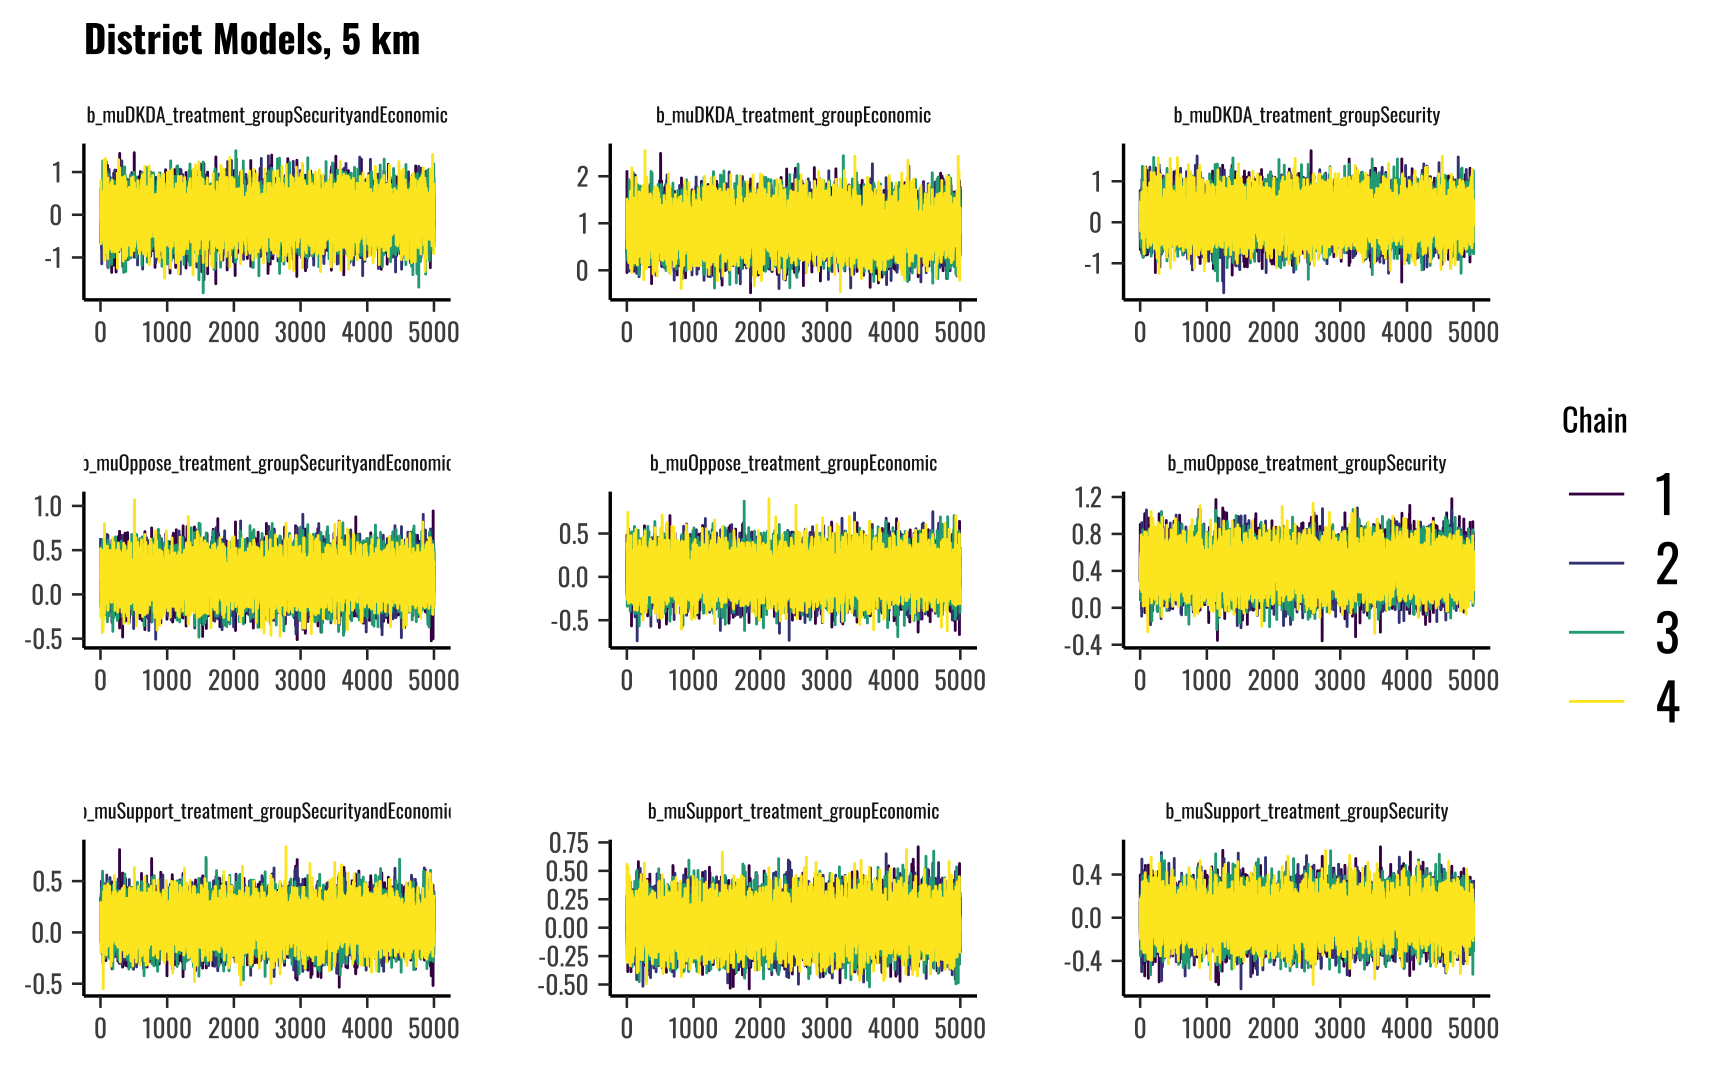 District Models, 5 km
b_muDKDA_treatment_groupSecurityandEconomic
b_muDKDA_treatment_groupEconomic
b_muDKDA_treatment_groupSecurity
1
0
-1
0 1000 2000 3000 4000 5000
2
1
0
0 1000 2000 3000 4000 5000
1
0
-1
0 1000 2000 3000 4000 5000
b_muOppose_treatment_groupSecurityandEconomic
b_muOppose_treatment_groupEconomic
b_muOppose_treatment_groupSecurity
1.0
0.5
0.0
-0.5
0 1000 2000 3000 4000 5000
0.5
0.0
-0.5
0 1000 2000 3000 4000 5000
1.2
0.8
0.4
0.0
-0.4
0 1000 2000 3000 4000 5000
b_muSupport_treatment_groupSecurityandEconomic
b_muSupport_treatment_groupEconomic
b_muSupport_treatment_groupSecurity
0.5
0.0
-0.5
0 1000 2000 3000 4000 5000
0.75
0.50
0.25
0.00
-0.25
-0.50
0 1000 2000 3000 4000 5000
0.4
0.0
-0.4
0 1000 2000 3000 4000 5000
Chain
1
2
3
4